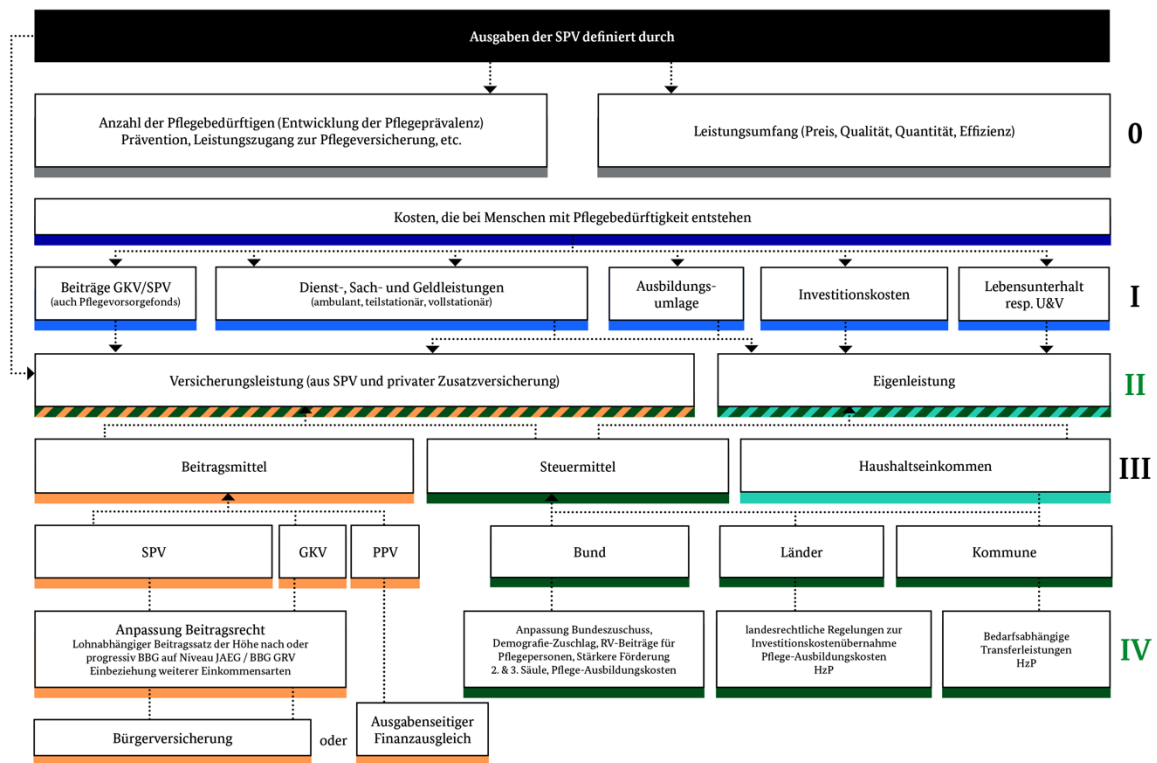 Ausgaben der SPV definiert durch
Anzahl der Pflegebedürftigen (Entwicklung der Pflegeprävalenz)
Prävention, Leistungszugang zur Pflegeversicherung, etc.
Leistungsumfang (Preis, Qualität, Quantität, Effizienz)
0
Kosten, die bei Menschen mit Pflegebedürftigkeit entstehen
Beiträge GKV/SPV
(auch Pflegevorsorgefonds)
Dienst-, Sach- und Geldleistungen
(ambulant, teilstationär, vollstationär)
Ausbildungs-
umlage
Investitionskosten
Lebensunterhalt
resp. U&V
I
Versicherungsleistung (aus SPV und privater Zusatzversicherung)
Eigenleistung
II
Beitragsmittel
Steuermittel
Haushaltseinkommen
III
SPV
GKV
PPV
Bund
Länder
Kommune
Anpassung Beitragsrecht
Lohnabhängiger Beitragssatz der Höhe nach oder
progressiv BBG auf Niveau JAEG / BBG GRV
Einbeziehung weiterer Einkommensarten
Anpassung Bundeszuschuss,
Demografie-Zuschlag, RV-Beiträge für
Pflegepersonen, Stärkere Förderung
2. & 3. Säule, Pflege-Ausbildungskosten
landesrechtliche Regelungen zur
Investitionskostenübernahme
Pflege-Ausbildungskosten
HzP
Bedarfsabhängige
Transferleistungen
HzP
IV
Bürgerversicherung
oder
Ausgabenseitiger
Finanzausgleich